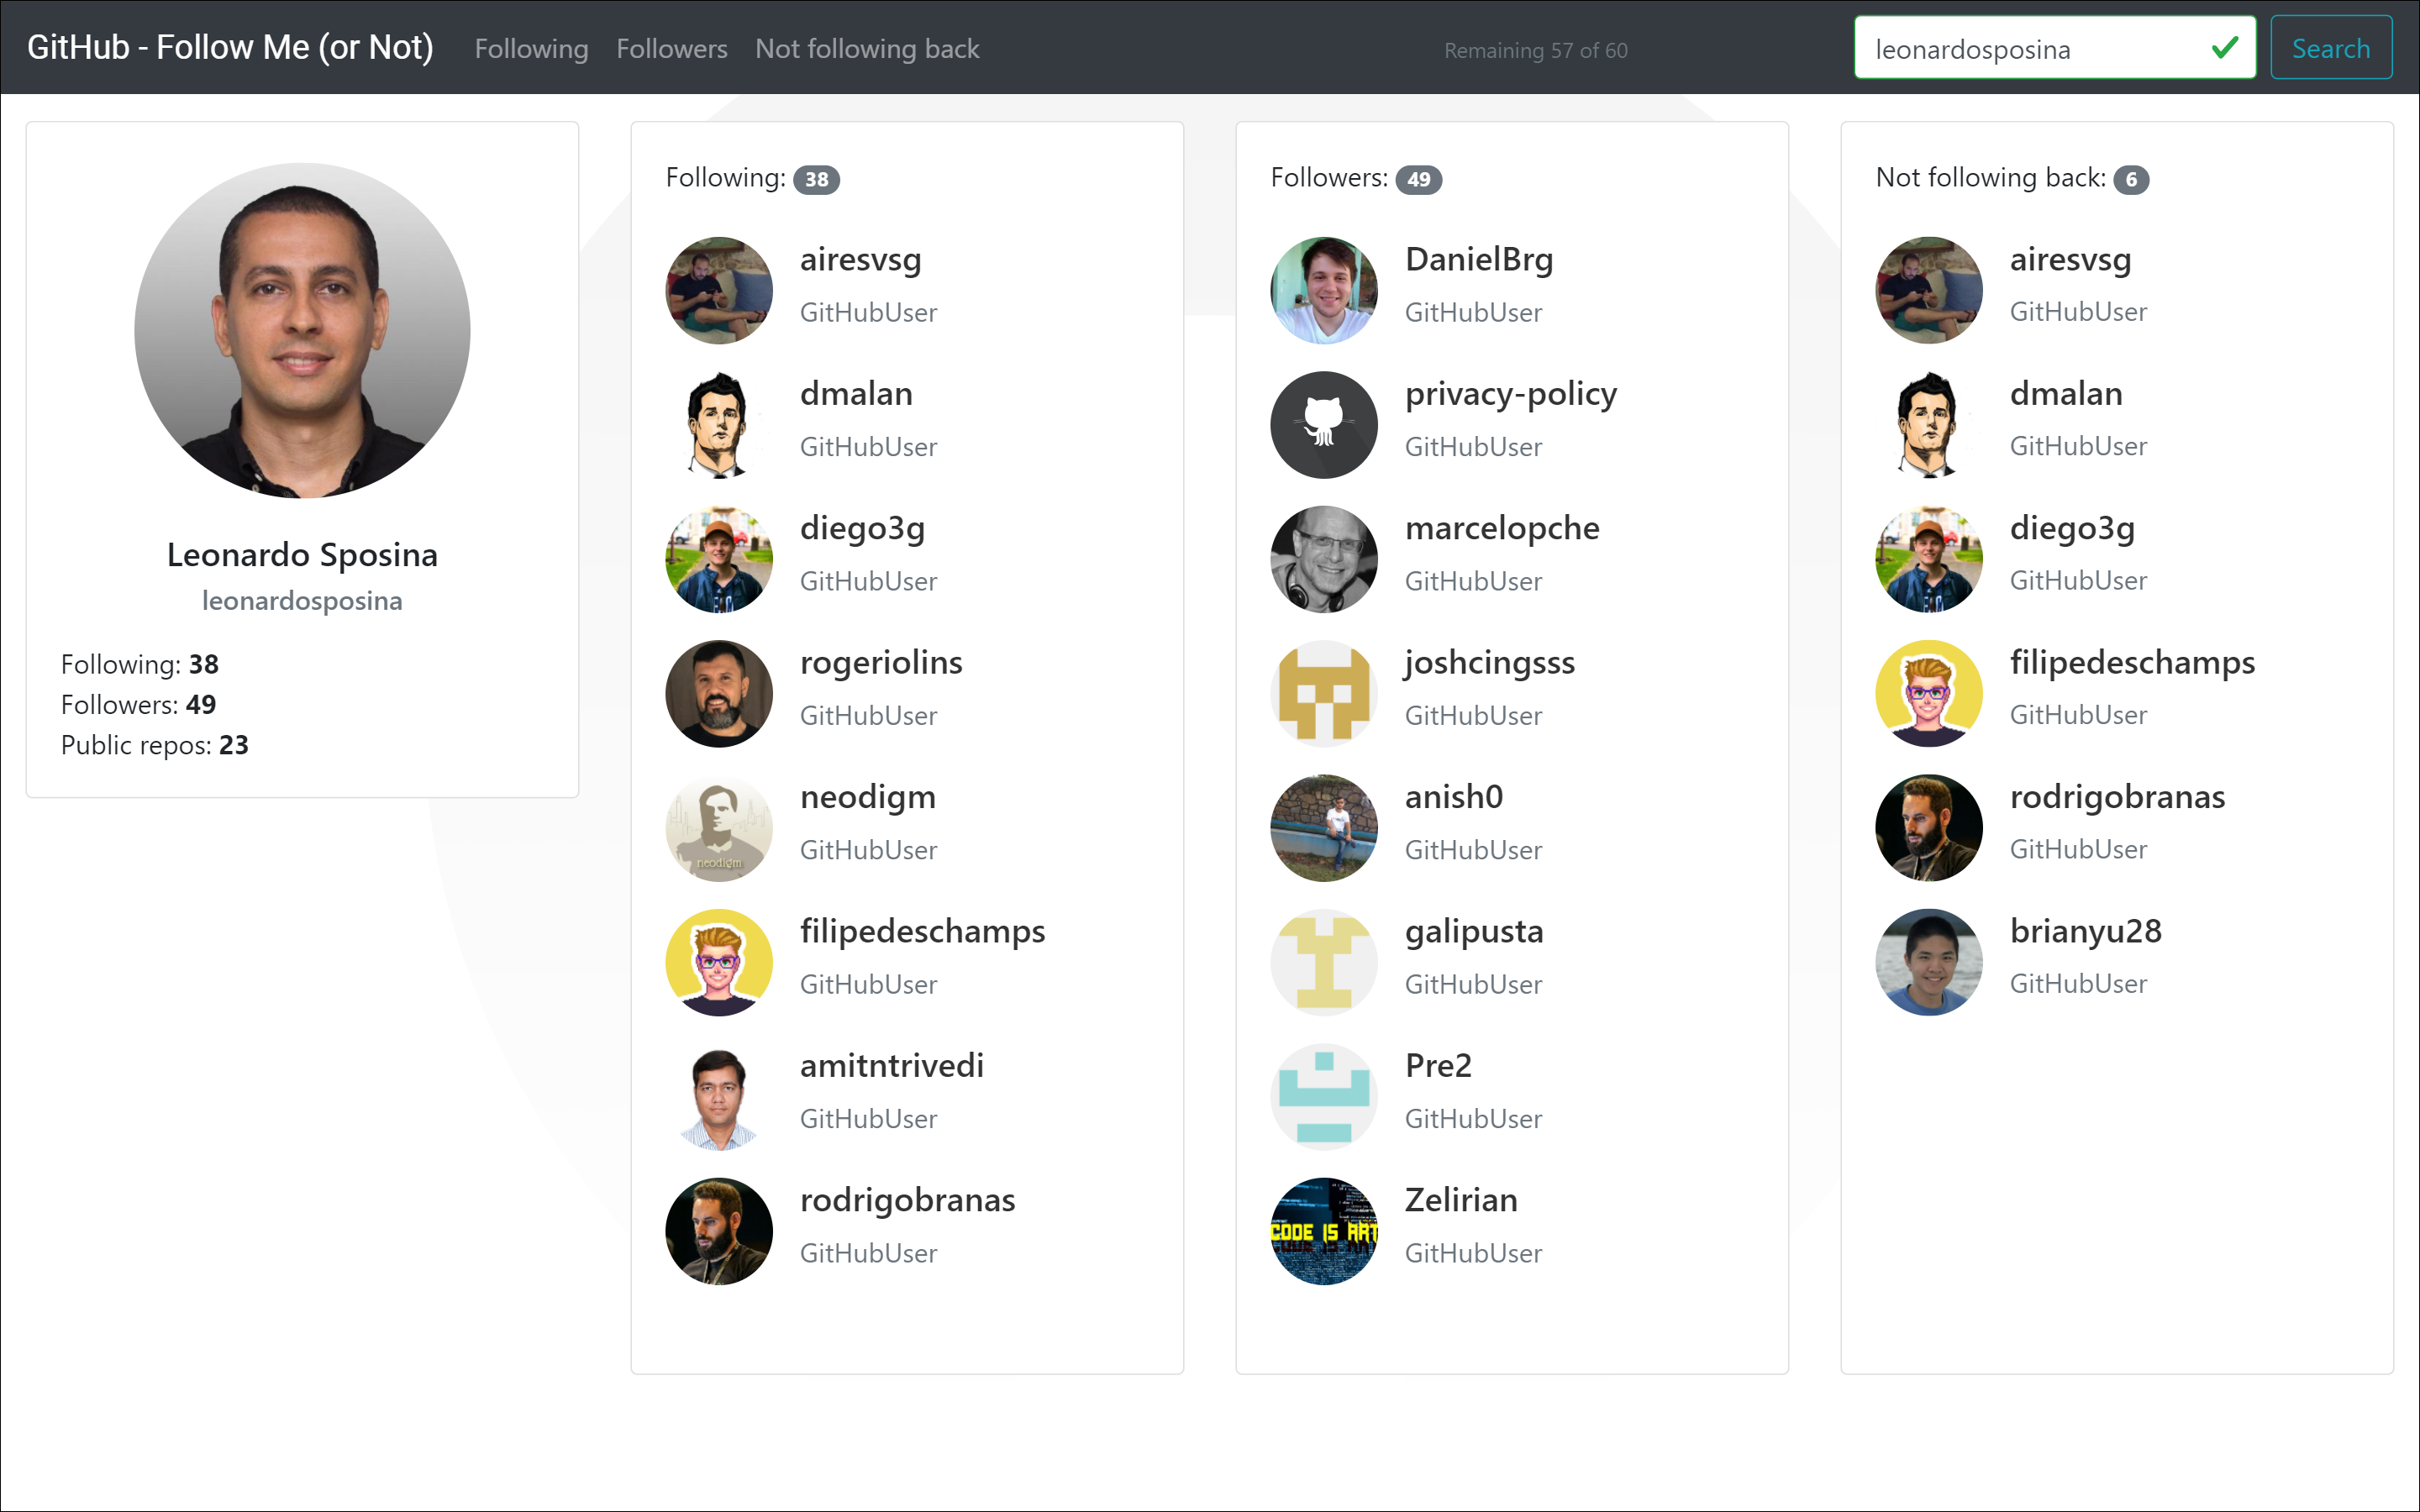 GitHub - Follow Me (or Not)
Following
Followers
Not following back
Remaining 57 of 60
leonardosposina
Search
Leonardo Sposina
leonardosposina
Following: 38
Followers: 49
Public repos: 23
Following: 38
airesvsg
GitHubUser
dmalan
GitHubUser
diego3g
GitHubUser
rogeriolins
GitHubUser
neodigm
neodigm
GitHubUser
filipedeschamps
GitHubUser
amitntrivedi
GitHubUser
rodrigobranas
GitHubUser
Followers: 49
DanielBrg
GitHubUser
privacy-policy
GitHubUser
marcelopche
GitHubUser
joshcingsss
GitHubUser
anish0
GitHubUser
galipusta
GitHubUser
Pre2
GitHubUser
Zelirian
CODE IS ART
GitHubUser
Not following back: 6
airesvsg
GitHubUser
dmalan
GitHubUser
diego3g
GitHubUser
filipedeschamps
GitHubUser
rodrigobranas
GitHubUser
brianyu28
GitHubUser